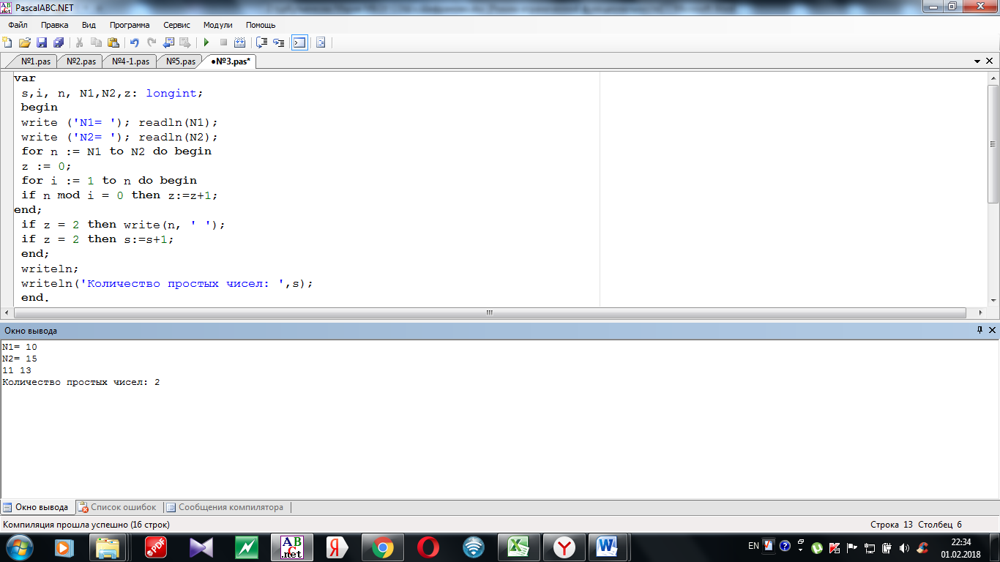 PascalABC.NET
Файл Правка Вид Программа Сервис Модули Помощь
№1.pas №2.pas №4-1.pas №5.pas •№3.pas*
var
s,i, n, N1,N2,z: longint;
begin
write ('N1= '); readln(N1);
write ('N2= '); readln(N2);
for n := N1 to N2 do begin
z := 0;
for i := 1 to n do begin
if n mod i = 0 then z:=z+1;
end;
if z = 2 then write(n, ' ');
if z = 2 then s:=s+1;
end;
writeln;
writeln('Количество простых чисел: ',s);
end.
Окно вывода
N1= 10
N2= 15
11 13
Количество простых чисел: 2
Окно вывода Список ошибок Сообщения компилятора
Компиляция прошла успешно (16 строк) Строка 13 Столбец 6
EN 22:34
01.02.2018